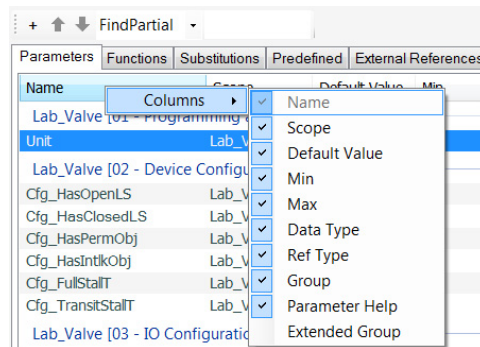 + FindPartial
Parameters Functions Substitutions Predefined External References
Name Default Value Min
Columns
Name
Scope
Default Value
Min
Max
Data Type
Ref Type
Group
Parameter Help
Extended Group
Lab_Valve [01 - Programming
Unit Lab_V
Lab_Valve [02 - Device Configu
Cfg_HasOpenLS Lab_V
Cfg_HasClosedLS Lab_V
Cfg_HasPermObj Lab_V
Cfg_HasIntlkObj Lab_V
Cfg_FullStallT Lab_V
Cfg_TransitStallT Lab_V
Lab_Valve [03 - IO Configuratio